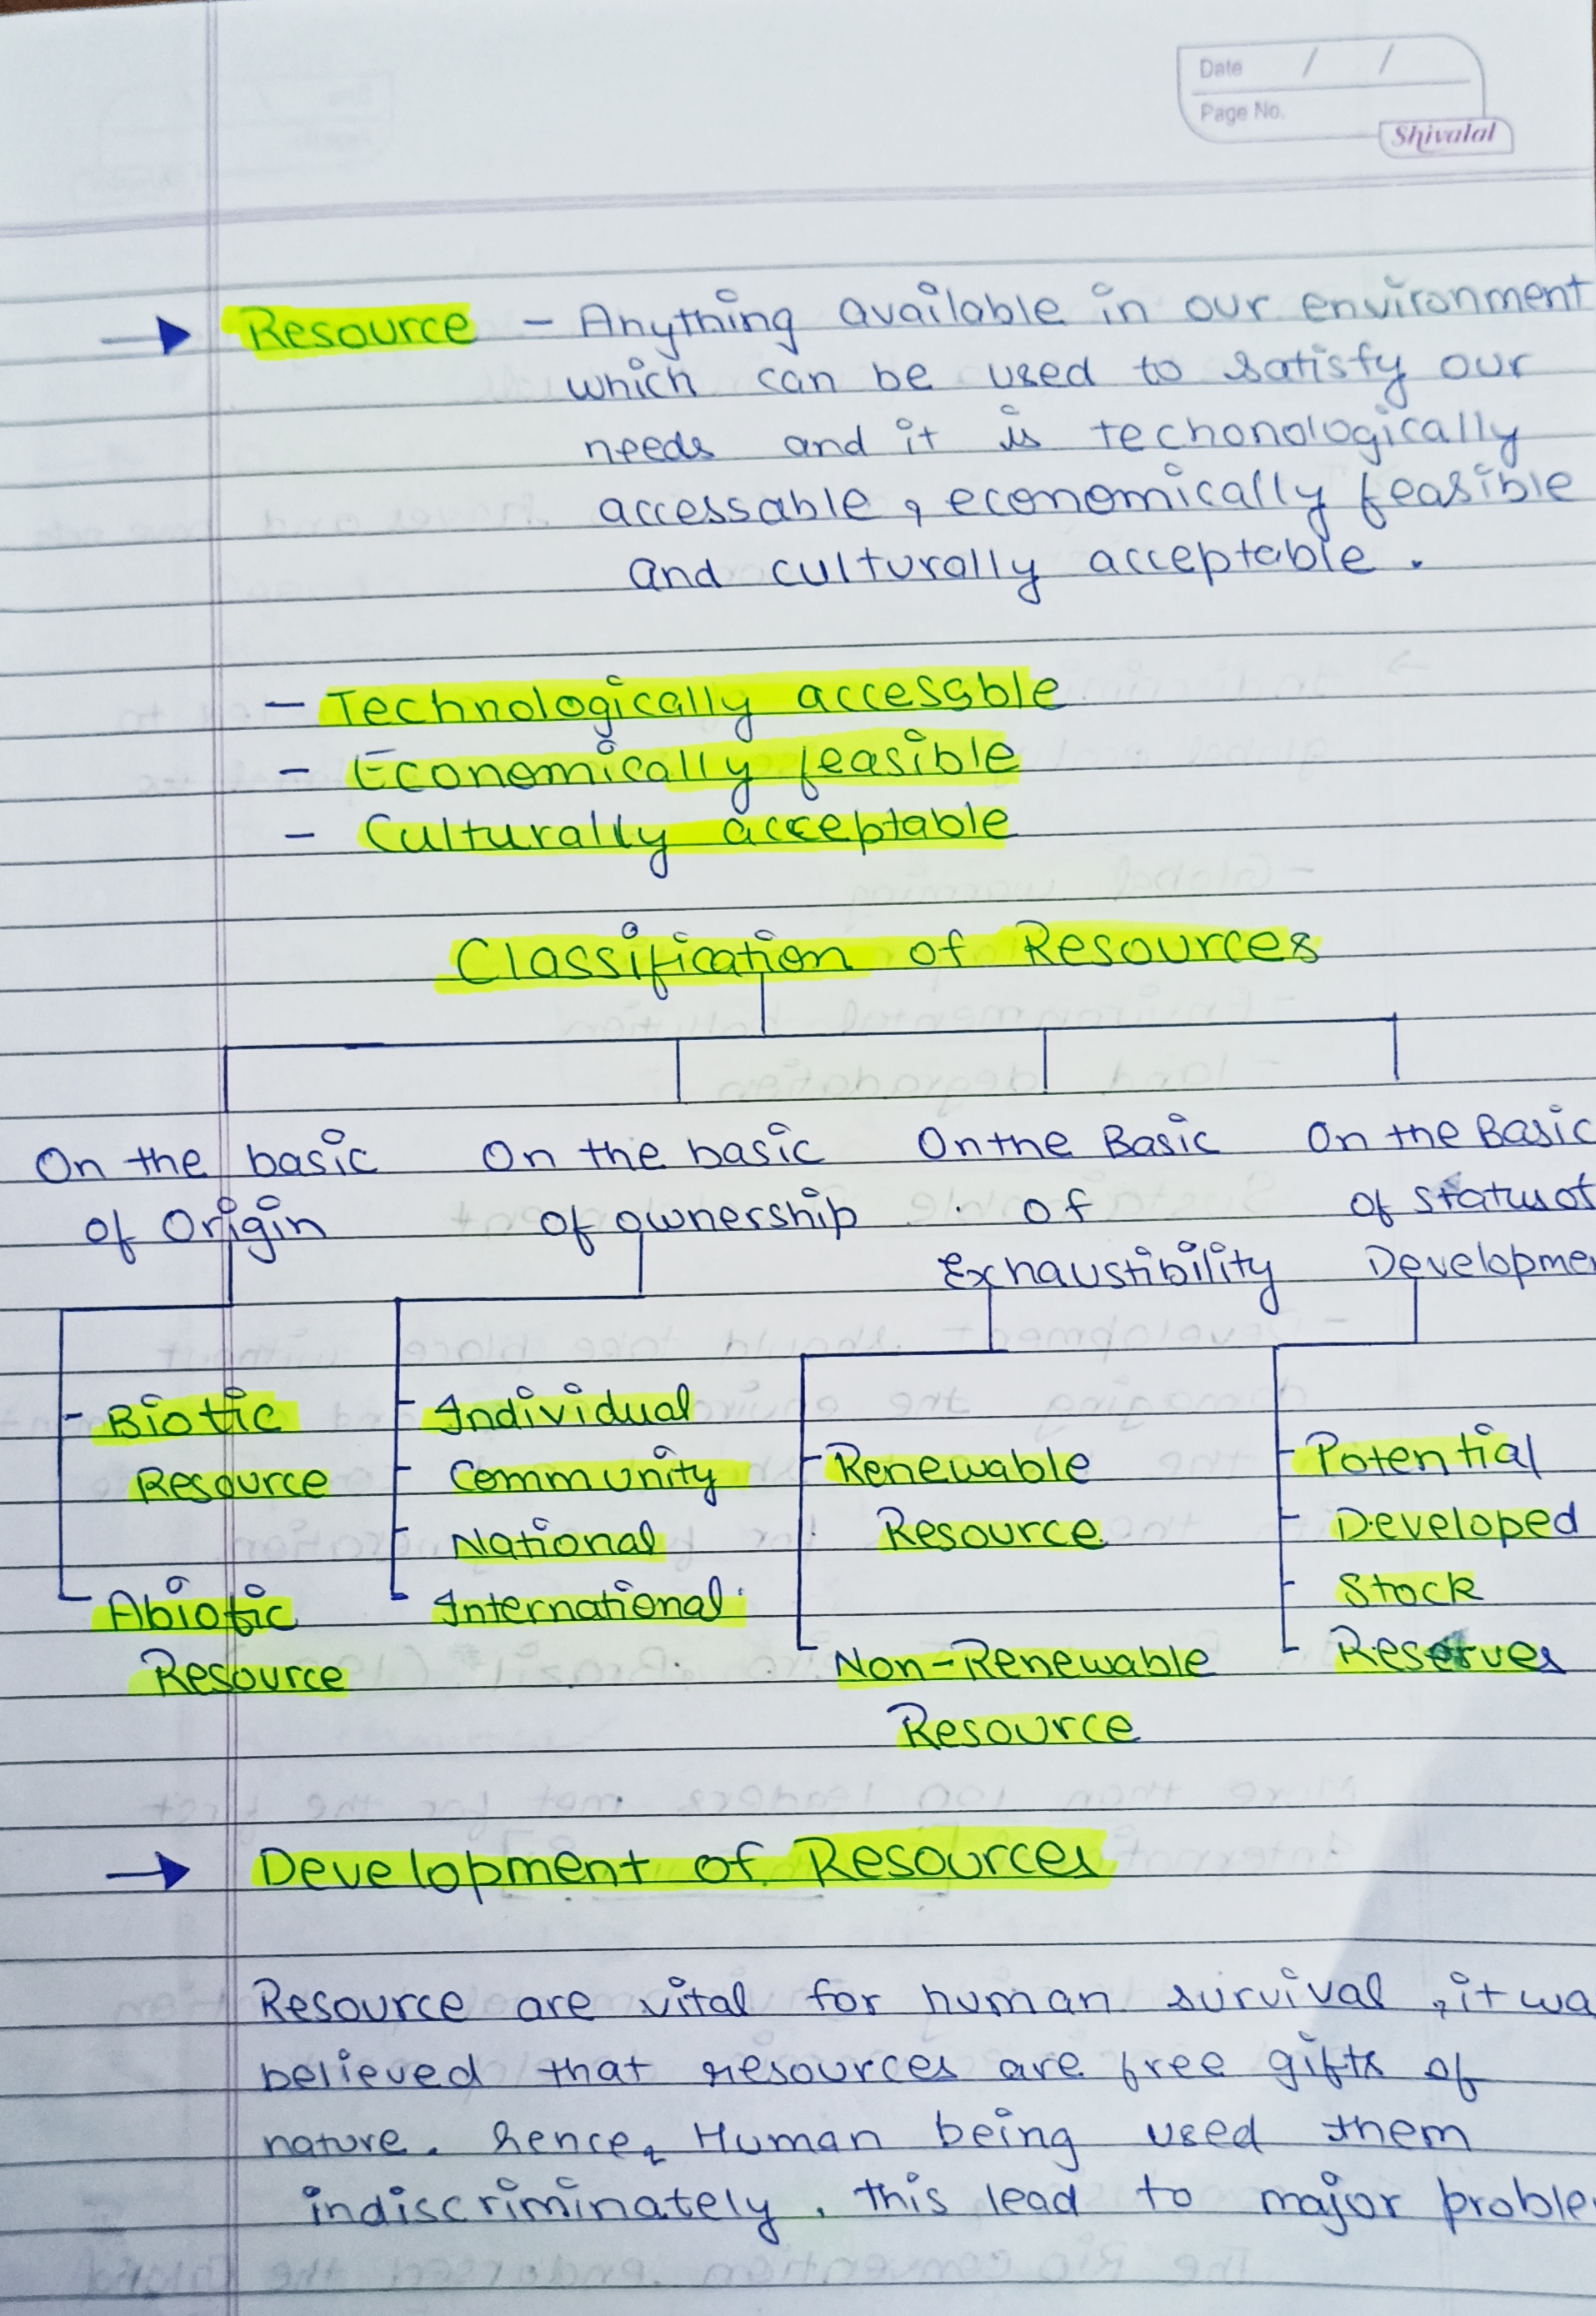 Date / /
Page No.
Shivalal
Resource - Anything available in our environment
which can be used to satisfy our
needs and it is techonologically
accessable, economically feasible
and culturally acceptable.
- Technologically accessable
- Economically feasible
- Culturally acceptable
Classification of Resources
On the basic On the basic On the Basic On the Basic
of Origin of ownership of of Status of
Exhaustibility Developme
- Biotic Individual
Resource Community Renewable Potential
National Resource Developed
Abiotic International Stock
Resource Non-Renewable Reserves
Resource
Development of Resources
Resource are vital for human survival, it wa
believed that resources are free gifts of
nature. hence, Human being used them
indiscriminately, this lead to major proble